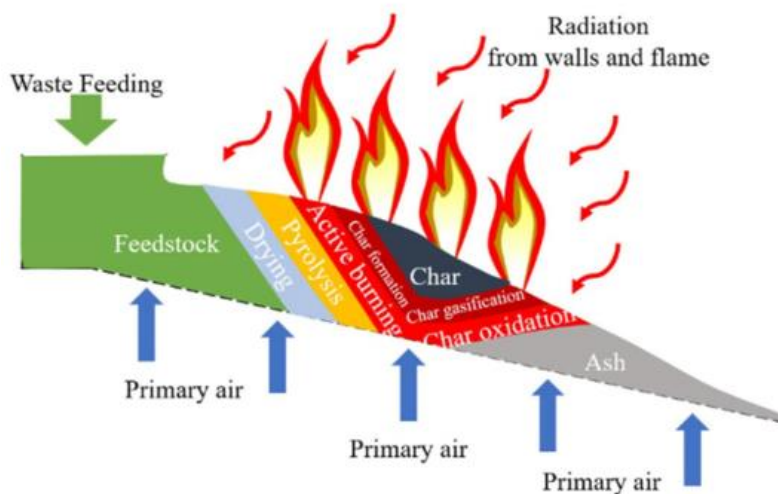 Radiation
from walls and flame
Waste Feeding
Feedstock
Drying
Pyrolysis
Active burning
Char formation
Char
Char gasification
Char oxidation
Ash
Primary air
Primary air
Primary air